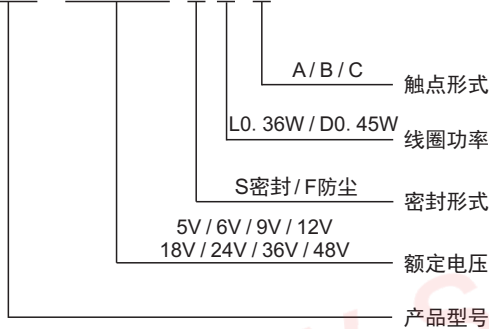 A / B / C
触点形式
L0. 36W / D0. 45W
线圈功率
S密封 / F防尘
密封形式
5V / 6V / 9V / 12V
18V / 24V / 36V / 48V
额定电压
产品型号